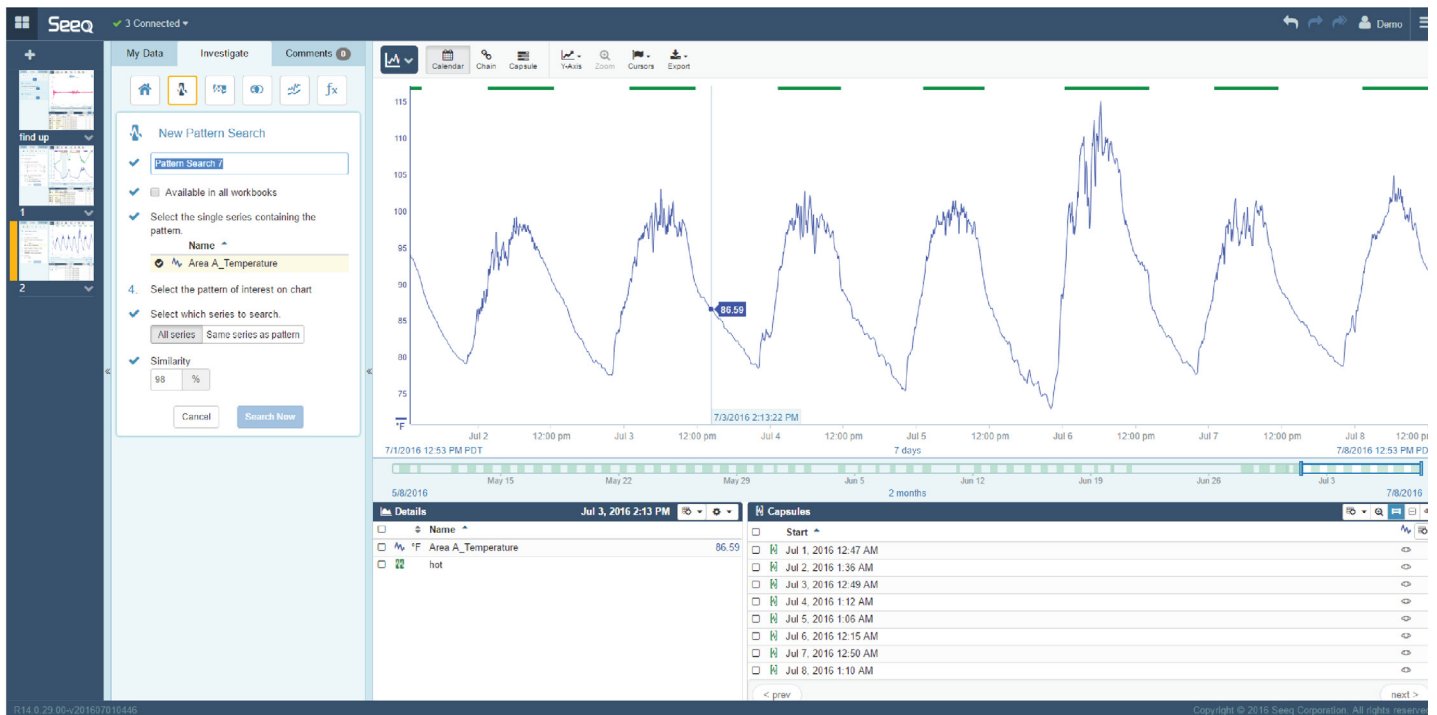 Seeq
3 Connected
Demo
My Data
Investigate
Comments 0
Calendar
Chain
Capsule
Y-Axis
Zoom
Cursors
Export
find up
1
2
fx
New Pattern Search
Pattern Search 7
Available in all workbooks
Select the single series containing the
pattern.
Name
Area A_Temperature
4. Select the pattern of interest on chart
Select which series to search.
All series
Same series as pattern
Similarity
98 %
Cancel
Search Now
115
110
105
100
95
90
85
80
75
°F
86.59
7/3/2016 2:13:22 PM
Jul 2
12:00 pm
Jul 3
12:00 pm
Jul 4
12:00 pm
Jul 5
12:00 pm
Jul 6
12:00 pm
Jul 7
12:00 pm
Jul 8
7/1/2016 12:53 PM PDT
7 days
May 15
May 22
May 29
Jun 5
Jun 12
Jun 19
Jun 26
Jul 3
5/8/2016
2 months
7/8/2016
Details
Jul 3, 2016 2:13 PM
Name
°F Area A_Temperature 86.59
hot
Capsules
Start
Jul 1, 2016 12:47 AM
Jul 2, 2016 1:36 AM
Jul 3, 2016 12:49 AM
Jul 4, 2016 1:12 AM
Jul 5, 2016 1:06 AM
Jul 6, 2016 12:15 AM
Jul 7, 2016 12:50 AM
Jul 8, 2016 1:10 AM
< prev
next >
R14.0.29.00-v201607010446
Copyright © 2016 Seeq Corporation. All rights reserved